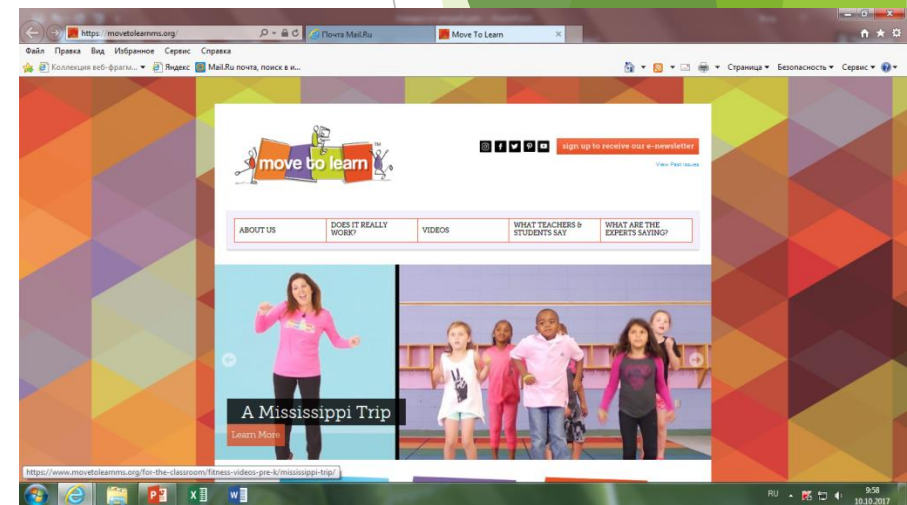 https://movetolearnms.org/
Почта Mail.Ru
Move To Learn
Файл Правка Вид Избранное Сервис Справка
Коллекция веб-фрагм...
Яндекс
Mail.Ru почта, поиск в и...
Страница
Безопасность
Сервис
move to learn
TM
sign up to receive our e-newsletter
View Past Issues
ABOUT US
DOES IT REALLY
WORK?
VIDEOS
WHAT TEACHERS &
STUDENTS SAY
WHAT ARE THE
EXPERTS SAYING?
A Mississippi Trip
Learn More
https://www.movetolearnms.org/for-the-classroom/fitness-videos-pre-k/mississippi-trip/
RU
9:58
10.10.2017